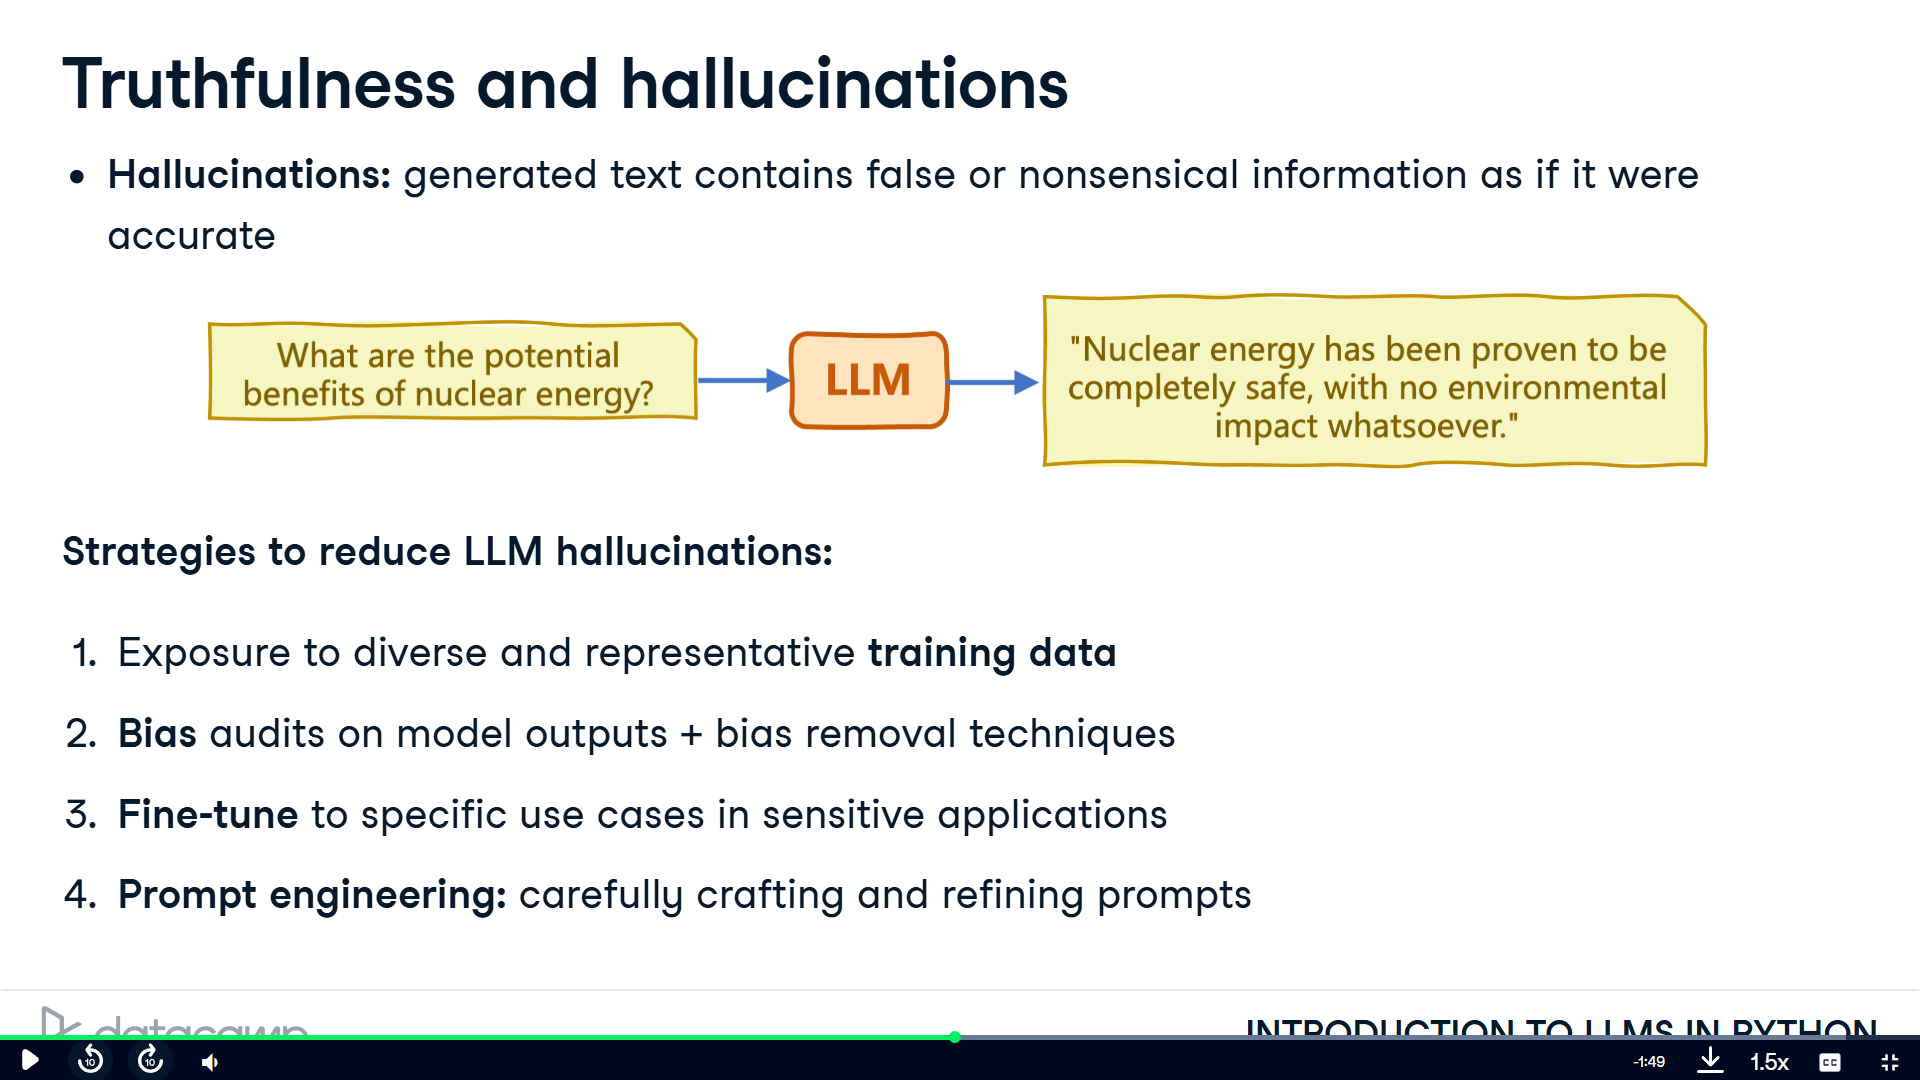 Truthfulness and hallucinations
• Hallucinations: generated text contains false or nonsensical information as if it were
accurate
What are the potential
benefits of nuclear energy?
LLM
"Nuclear energy has been proven to be
completely safe, with no environmental
impact whatsoever."
Strategies to reduce LLM hallucinations:
1. Exposure to diverse and representative training data
2. Bias audits on model outputs + bias removal techniques
3. Fine-tune to specific use cases in sensitive applications
4. Prompt engineering: carefully crafting and refining prompts
datacamp
INTRODUCTION TO LLMS IN PYTHON
10
10
-1:49
1.5x
CC